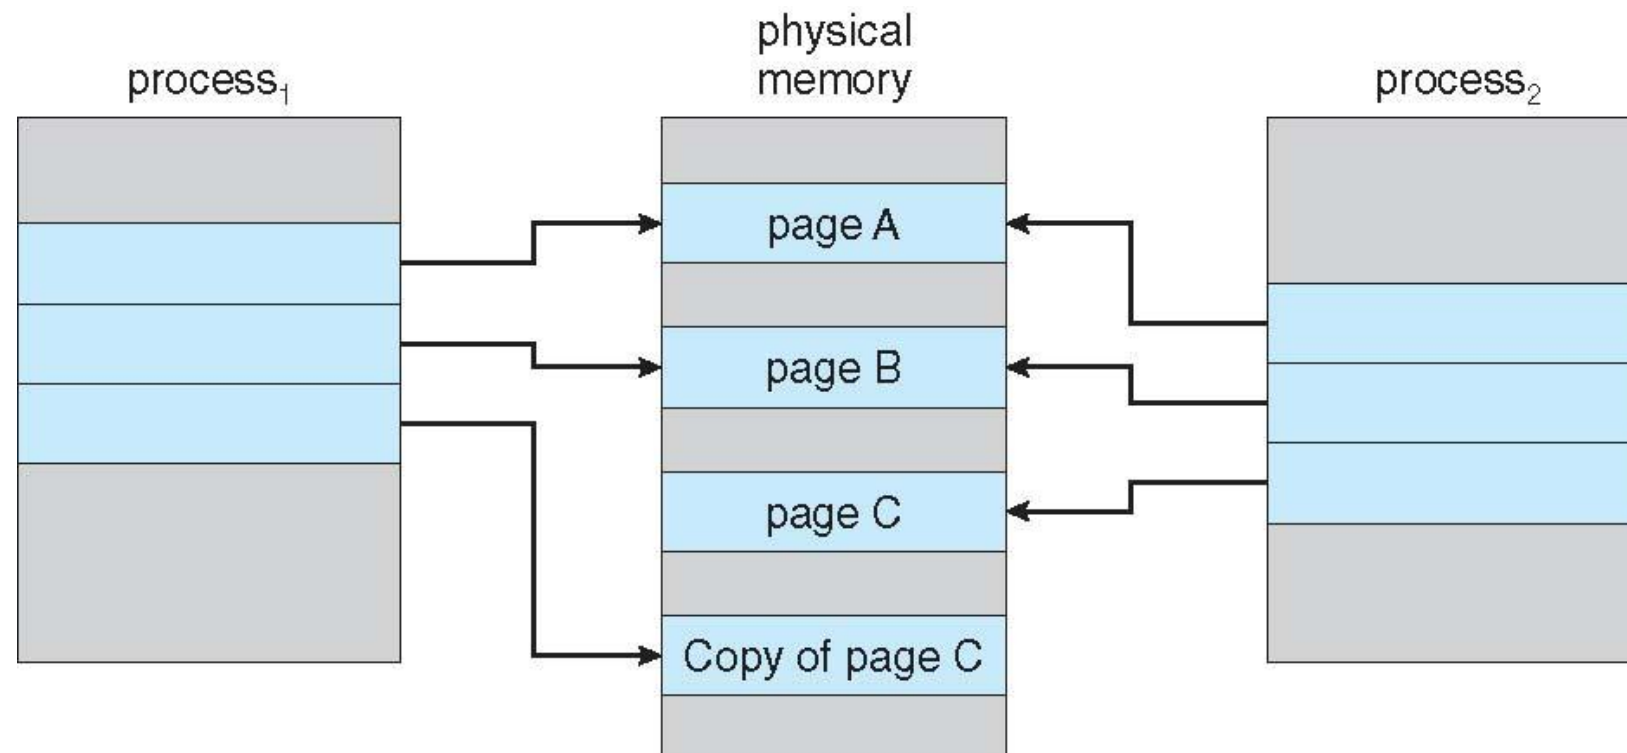 physical
memory
process₁
process₂
page A
page B
page C
Copy of page C